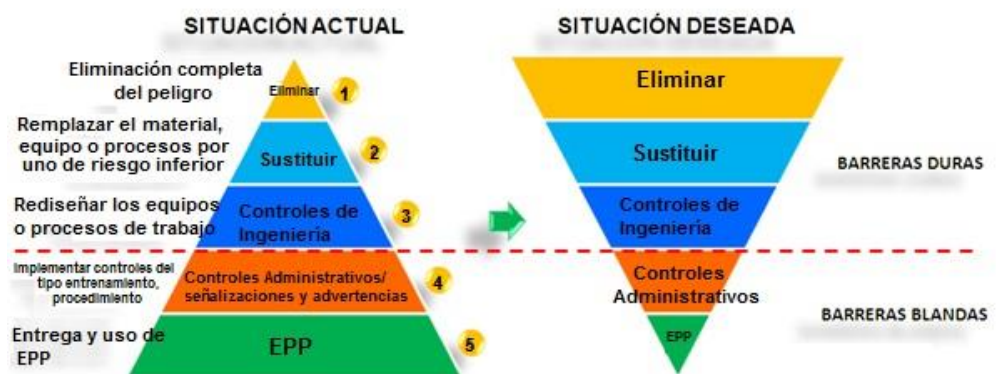 SITUACIÓN ACTUAL
SITUACIÓN DESEADA
Eliminación completa
del peligro
Eliminar
1
Eliminar
Remplazar el material,
equipo o procesos por
uno de riesgo inferior
Sustituir
2
Sustituir
BARRERAS DURAS
Rediseñar los equipos
o procesos de trabajo
Controles de
Ingeniería
3
Controles de
Ingeniería
Implementar controles del
tipo entrenamiento,
procedimiento
Controles Administrativos/
señalizaciones y advertencias
4
Controles
Administrativos
BARRERAS BLANDAS
Entrega y uso de
EPP
EPP
5
EPP